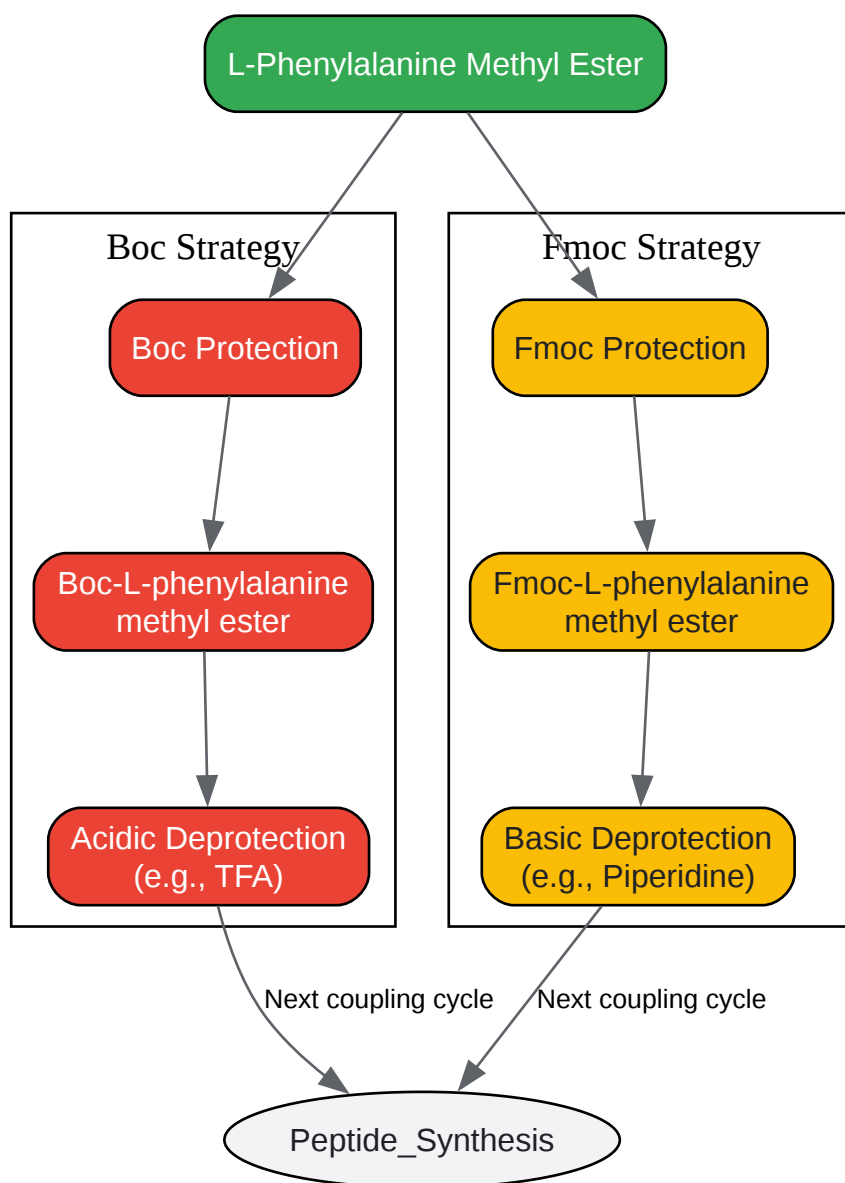 L-Phenylalanine Methyl Ester
Boc Strategy
Fmoc Strategy
Boc Protection
Fmoc Protection
Boc-L-phenylalanine
methyl ester
Fmoc-L-phenylalanine
methyl ester
Acidic Deprotection
(e.g., TFA)
Basic Deprotection
(e.g., Piperidine)
Next coupling cycle
Next coupling cycle
Peptide_Synthesis